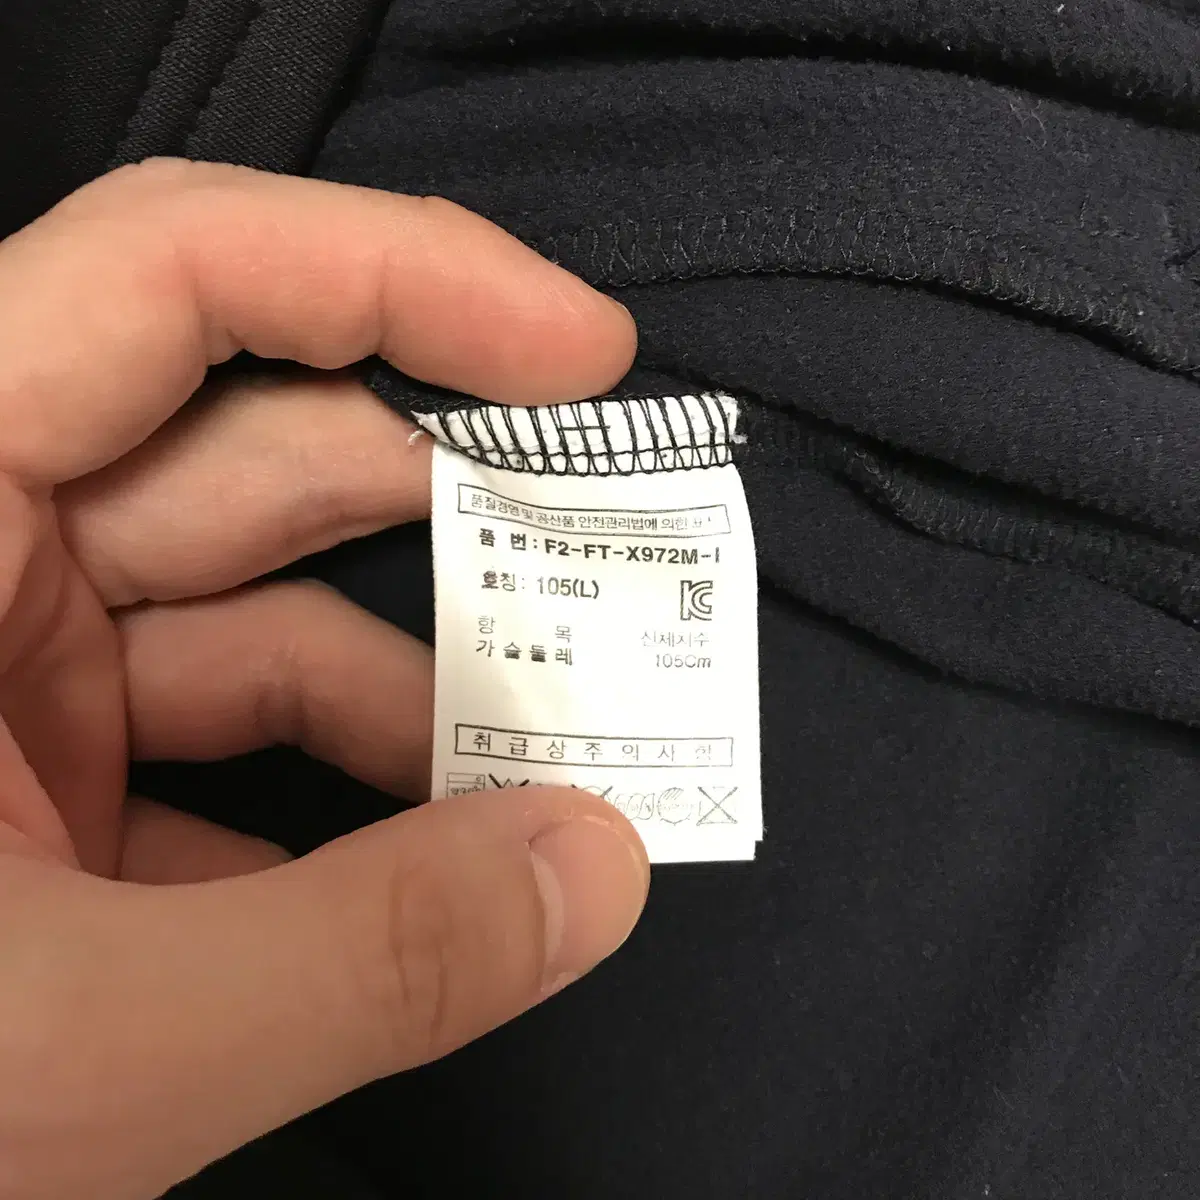 품질경영및 공산품 안전관리법에 의한 표시
품 번 : F2-FT-X972M-I
호칭 : 105(L)
KC
항 목 신체치수
가슴둘레 105Cm
취급상주의사항